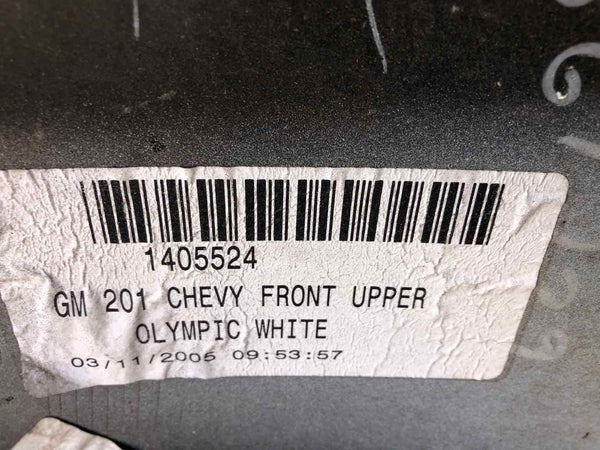 1405524
GM 201 CHEVY FRONT UPPER
OLYMPIC WHITE
03/11/2005 09:53:57